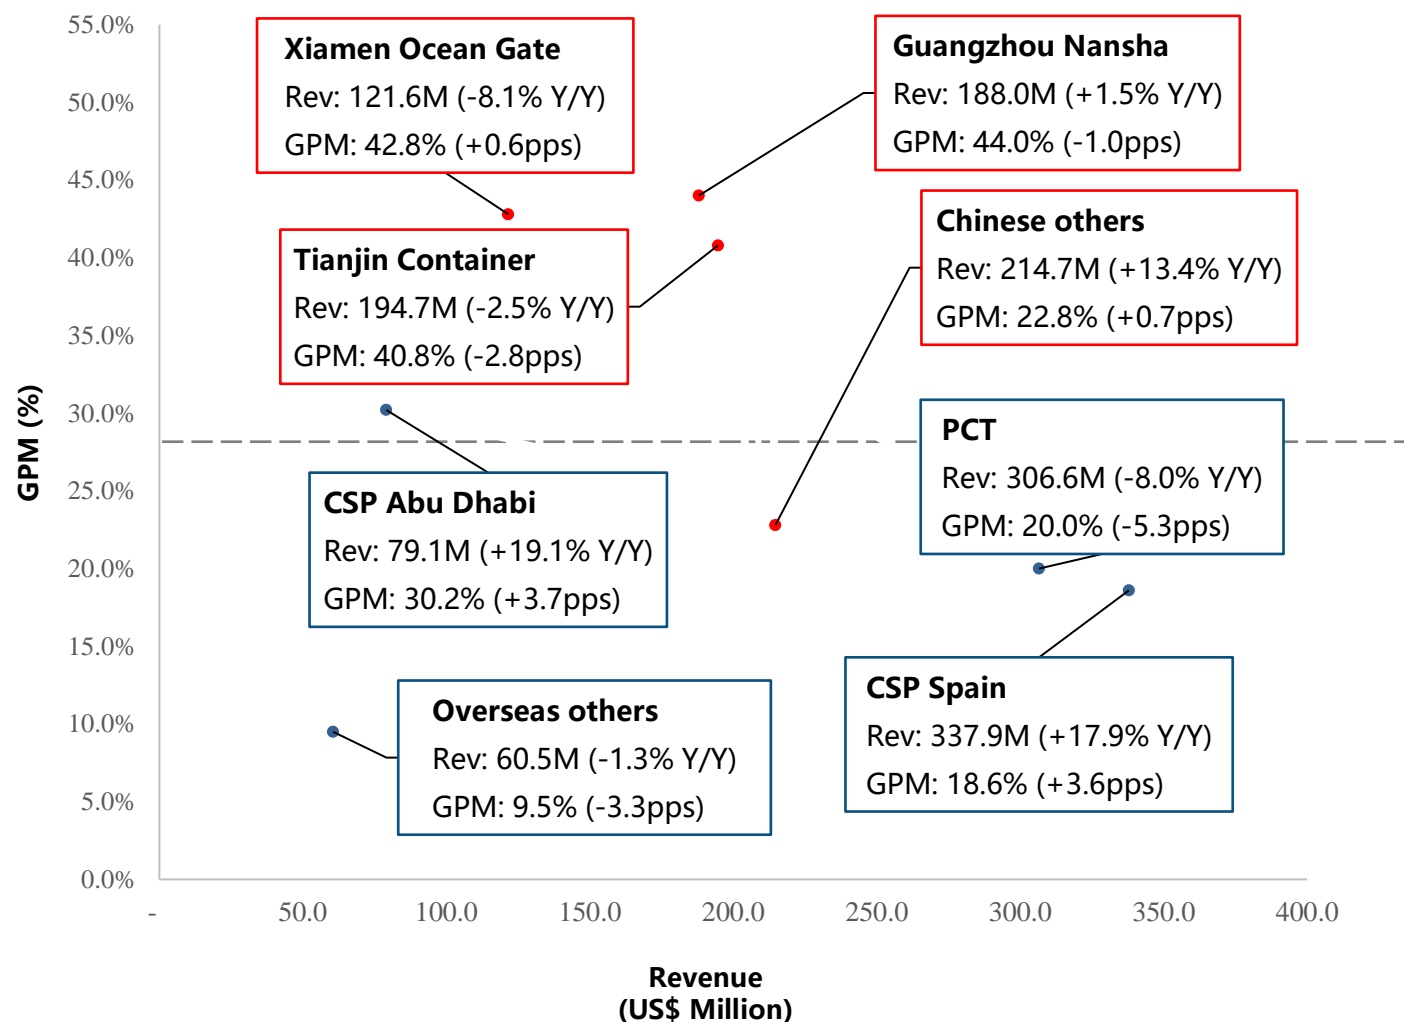 55.0%
50.0%
45.0%
40.0%
35.0%
30.0%
25.0%
20.0%
15.0%
10.0%
5.0%
0.0%
GPM (%)
Xiamen Ocean Gate
Rev: 121.6M (-8.1% Y/Y)
GPM: 42.8% (+0.6pps)
Guangzhou Nansha
Rev: 188.0M (+1.5% Y/Y)
GPM: 44.0% (-1.0pps)
Tianjin Container
Rev: 194.7M (-2.5% Y/Y)
GPM: 40.8% (-2.8pps)
Chinese others
Rev: 214.7M (+13.4% Y/Y)
GPM: 22.8% (+0.7pps)
CSP Abu Dhabi
Rev: 79.1M (+19.1% Y/Y)
GPM: 30.2% (+3.7pps)
PCT
Rev: 306.6M (-8.0% Y/Y)
GPM: 20.0% (-5.3pps)
Overseas others
Rev: 60.5M (-1.3% Y/Y)
GPM: 9.5% (-3.3pps)
CSP Spain
Rev: 337.9M (+17.9% Y/Y)
GPM: 18.6% (+3.6pps)
- 50.0 100.0 150.0 200.0 250.0 300.0 350.0 400.0
Revenue
(US$ Million)